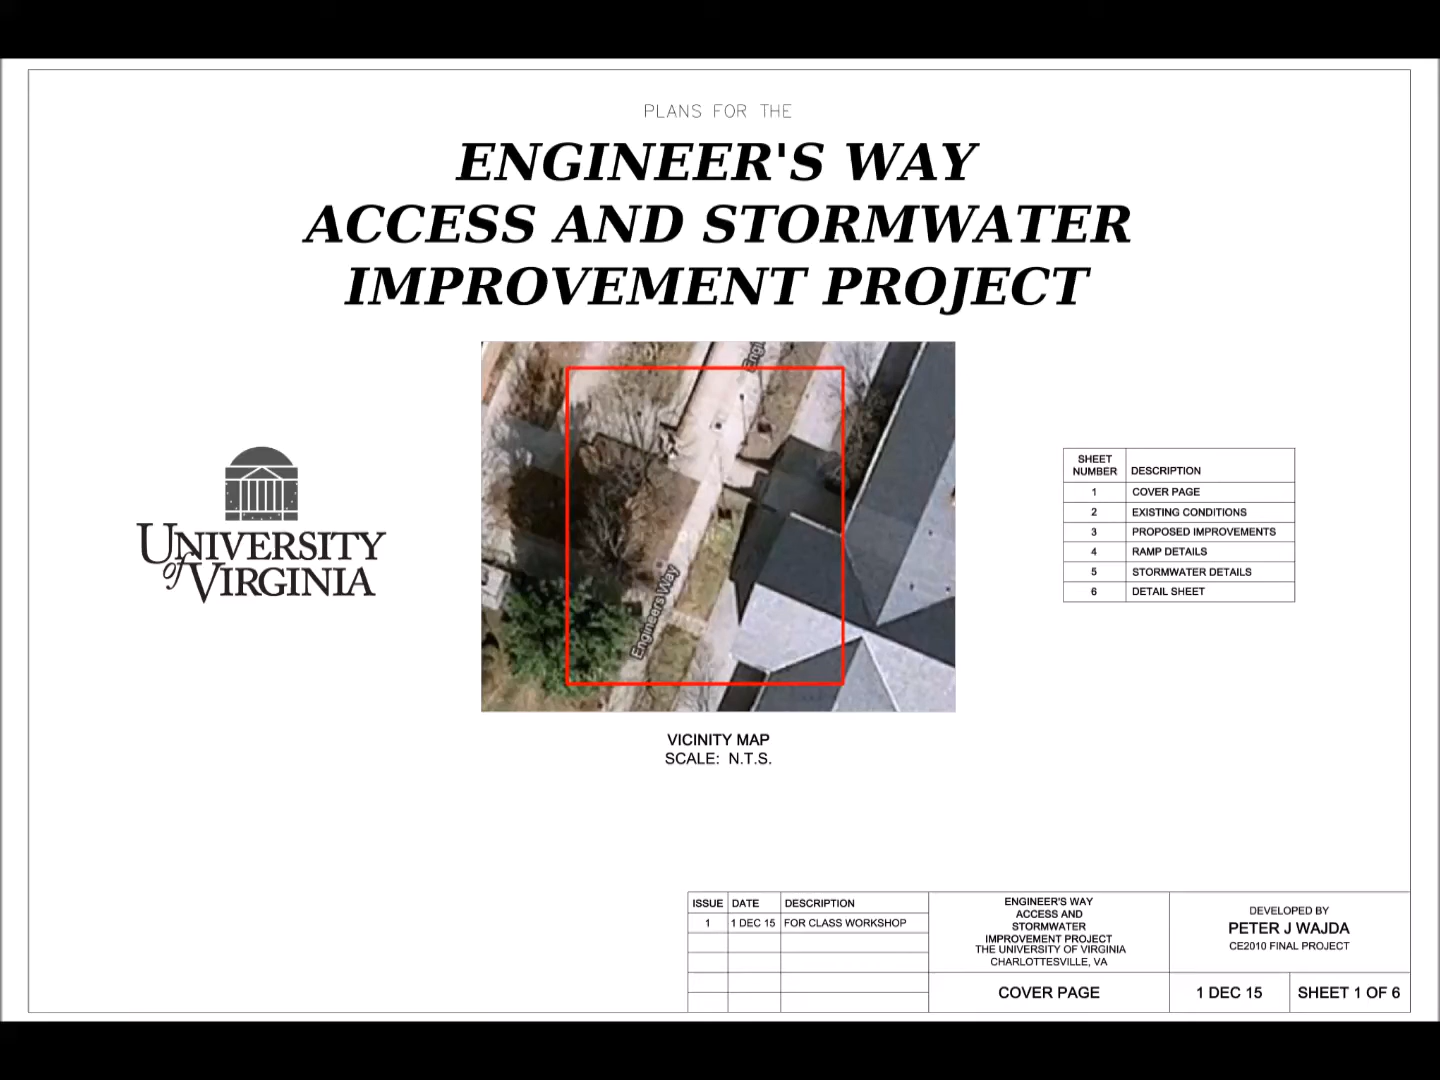 PLANS FOR THE
ENGINEER'S WAY
ACCESS AND STORMWATER
IMPROVEMENT PROJECT
Engi
Engineers Way
UNIVERSITY
of VIRGINIA
VICINITY MAP
SCALE: N.T.S.
SHEET NUMBER DESCRIPTION
1 COVER PAGE
2 EXISTING CONDITIONS
3 PROPOSED IMPROVEMENTS
4 RAMP DETAILS
5 STORMWATER DETAILS
6 DETAIL SHEET
ISSUE DATE DESCRIPTION
1 1 DEC 15 FOR CLASS WORKSHOP
ENGINEER'S WAY
ACCESS AND
STORMWATER
IMPROVEMENT PROJECT
THE UNIVERSITY OF VIRGINIA
CHARLOTTESVILLE, VA
COVER PAGE
DEVELOPED BY
PETER J WAJDA
CE2010 FINAL PROJECT
1 DEC 15
SHEET 1 OF 6